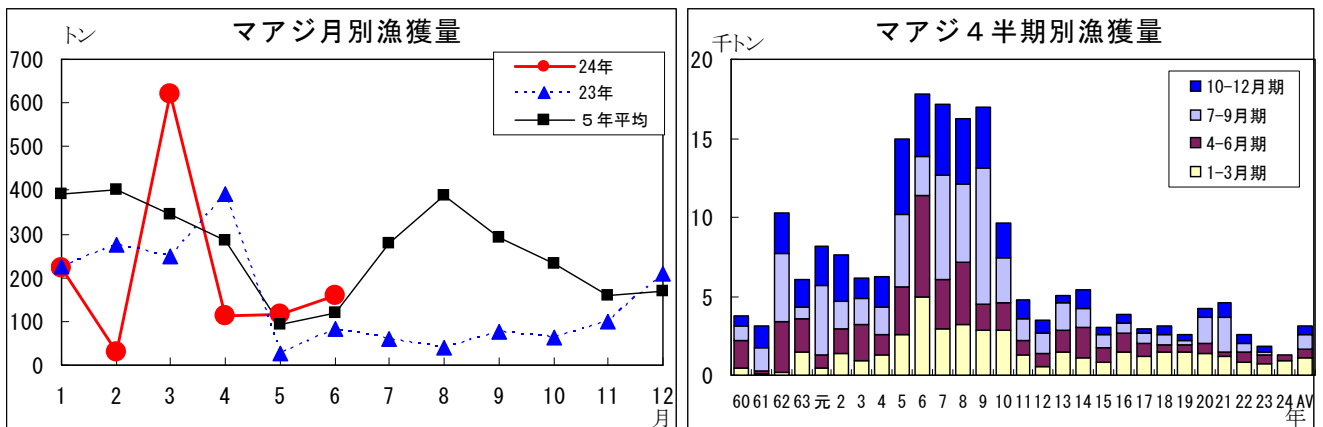 マアジ月別漁獲量
トン
700
600
500
400
300
200
100
0
24年
23年
５年平均
1 2 3 4 5 6 7 8 9 10 11 12
月
マアジ４半期別漁獲量
千トン
20
15
10
5
0
10-12月期
7-9月期
4-6月期
1-3月期
60 61 62 63 元 2 3 4 5 6 7 8 9 10 11 12 13 14 15 16 17 18 19 20 21 22 23 24 AV
年